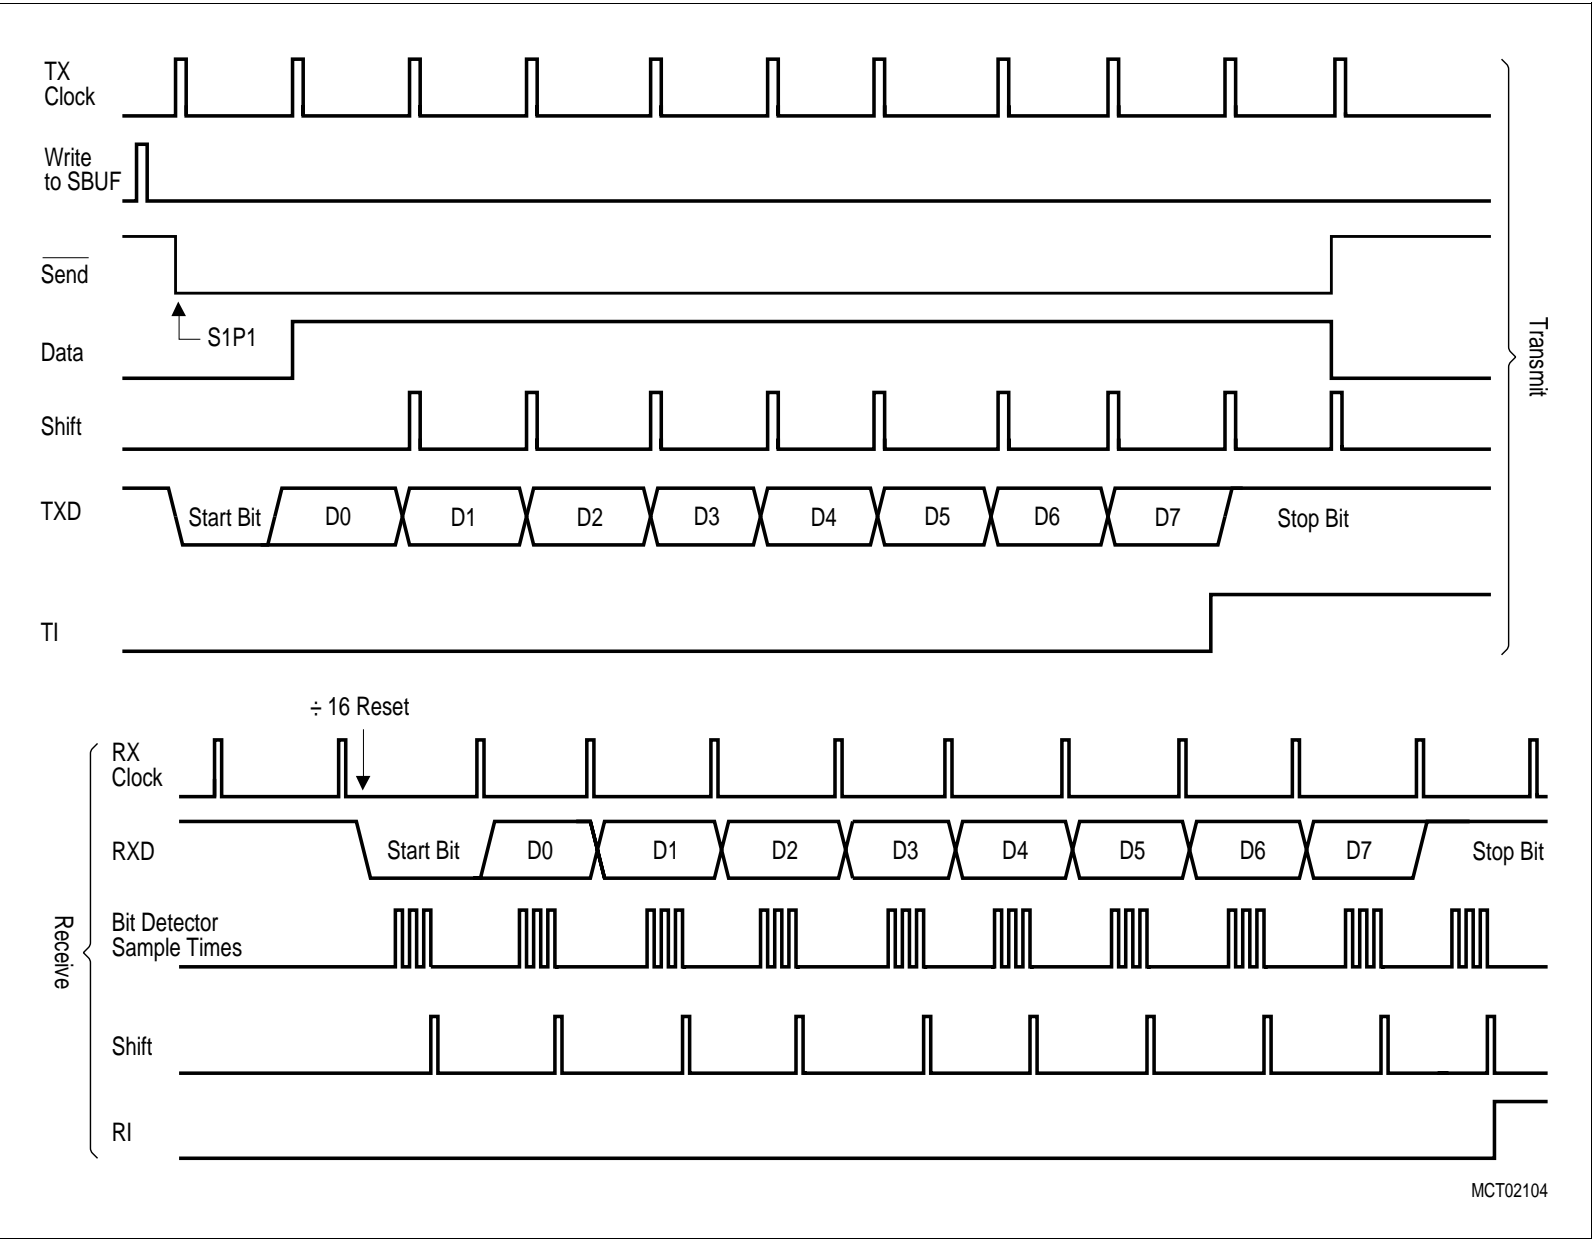 TX
Clock
Write
to SBUF
Send
S1P1
Data
Shift
TXD
Start Bit D0 D1 D2 D3 D4 D5 D6 D7 Stop Bit
TI
Transmit
÷ 16 Reset
RX
Clock
RXD
Start Bit D0 D1 D2 D3 D4 D5 D6 D7 Stop Bit
Bit Detector
Sample Times
Shift
RI
Receive
MCT02104